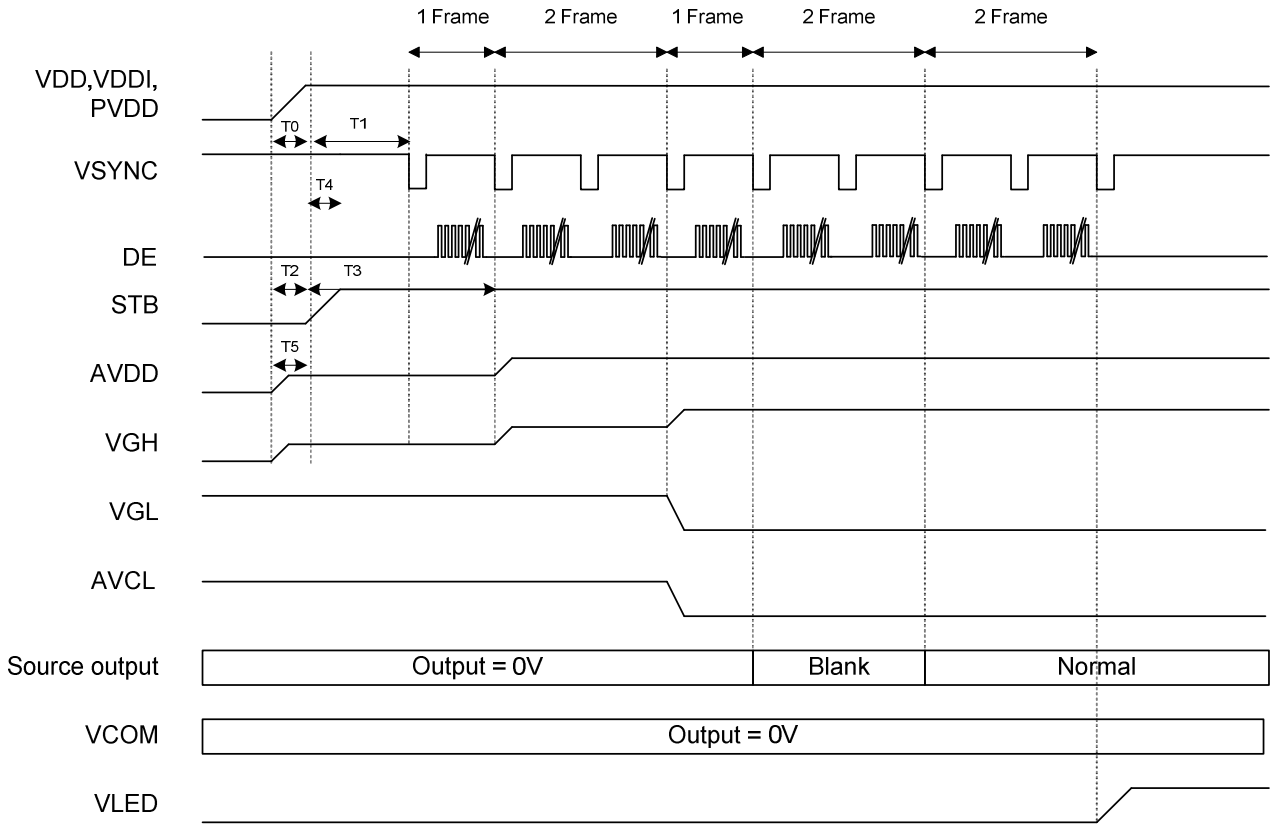 1 Frame 2 Frame 1 Frame 2 Frame 2 Frame
VDD,VDDI,
PVDD
T0 T1
VSYNC
T4
DE
T2 T3
STB
T5
AVDD
VGH
VGL
AVCL
Source output Output = 0V Blank Normal
VCOM Output = 0V
VLED